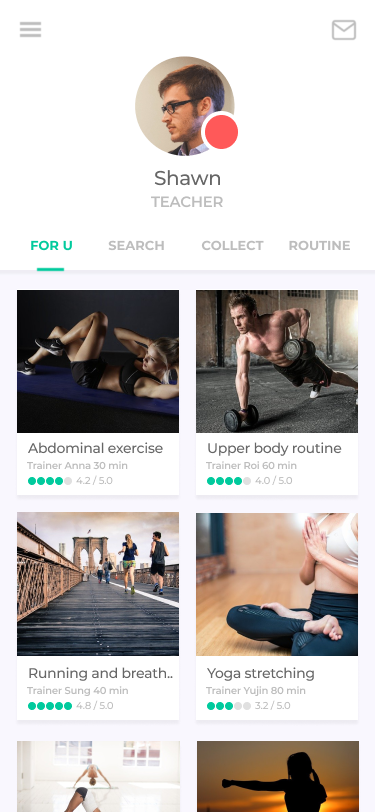 Shawn
TEACHER
FOR U SEARCH COLLECT ROUTINE
Abdominal exercise
Trainer Anna 30 min
4.2 / 5.0
Upper body routine
Trainer Roi 60 min
4.0 / 5.0
Running and breath..
Trainer Sung 40 min
4.8 / 5.0
Yoga stretching
Trainer Yujin 80 min
3.2 / 5.0